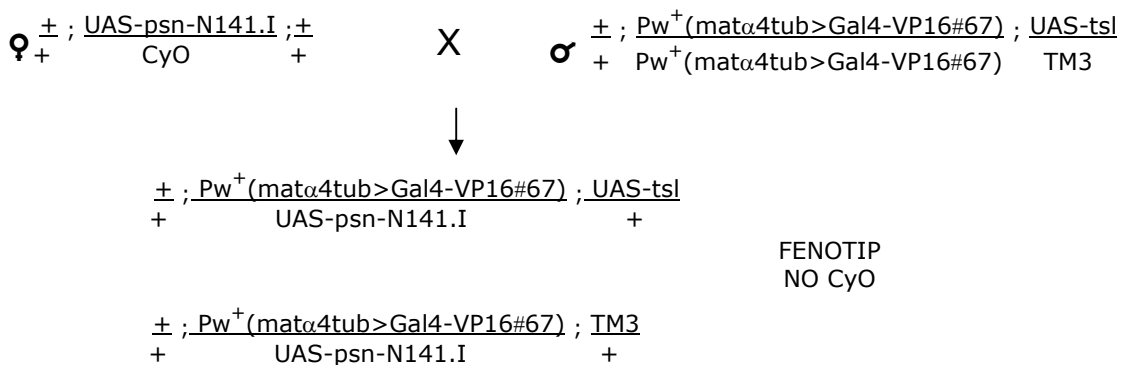 ♀ + ; UAS-psn-N141.I ; + X ♂ + ; Pw+(matα4tub>Gal4-VP16#67) ; UAS-tsl
+ CyO + + Pw+(matα4tub>Gal4-VP16#67) TM3
+ ; Pw+(matα4tub>Gal4-VP16#67) ; UAS-tsl
+ UAS-psn-N141.I +
FENOTIP
NO CyO
+ ; Pw+(matα4tub>Gal4-VP16#67) ; TM3
+ UAS-psn-N141.I +